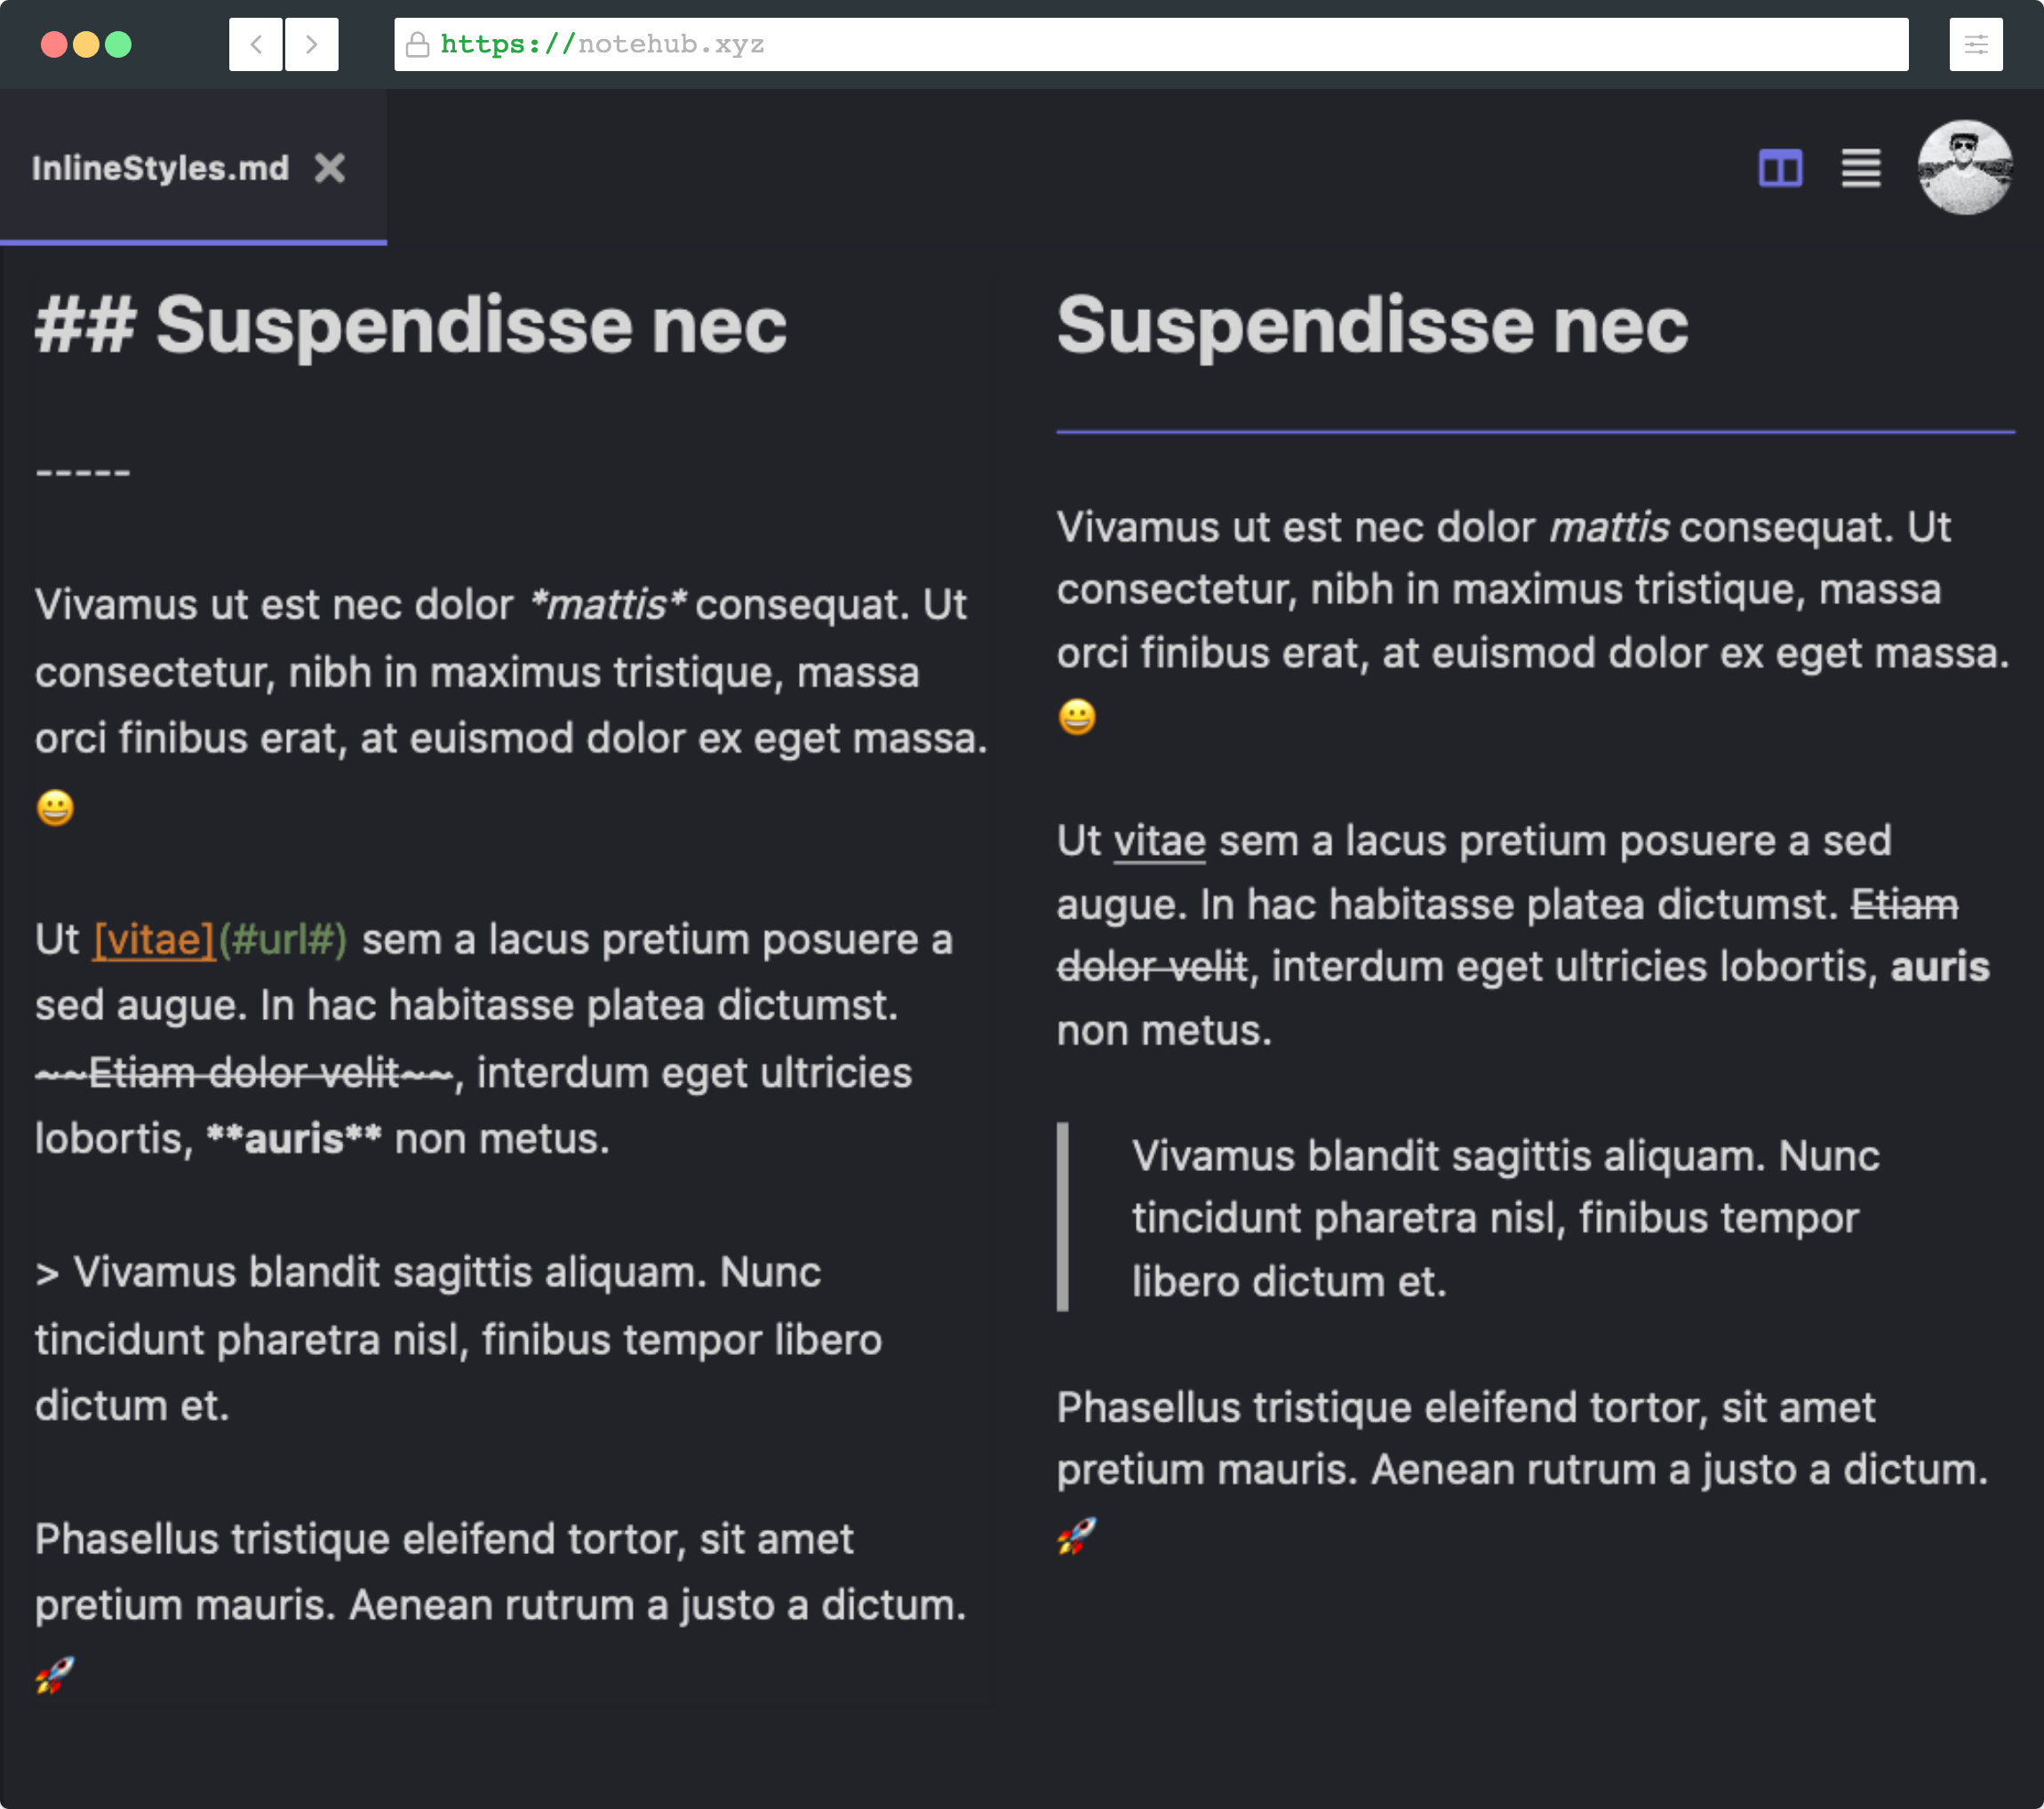 https://notehub.xyz
InlineStyles.md
## Suspendisse nec
-----
Vivamus ut est nec dolor *mattis* consequat. Ut
consectetur, nibh in maximus tristique, massa
orci finibus erat, at euismod dolor ex eget massa.
😀
Ut [vitae](#url#) sem a lacus pretium posuere a
sed augue. In hac habitasse platea dictumst.
~~Etiam dolor velit~~, interdum eget ultricies
lobortis, **auris** non metus.
> Vivamus blandit sagittis aliquam. Nunc
tincidunt pharetra nisl, finibus tempor libero
dictum et.
Phasellus tristique eleifend tortor, sit amet
pretium mauris. Aenean rutrum a justo a dictum.
🚀
Suspendisse nec
Vivamus ut est nec dolor mattis consequat. Ut
consectetur, nibh in maximus tristique, massa
orci finibus erat, at euismod dolor ex eget massa.
😀
Ut vitae sem a lacus pretium posuere a sed
augue. In hac habitasse platea dictumst. Etiam
dolor velit, interdum eget ultricies lobortis, auris
non metus.
Vivamus blandit sagittis aliquam. Nunc
tincidunt pharetra nisl, finibus tempor
libero dictum et.
Phasellus tristique eleifend tortor, sit amet
pretium mauris. Aenean rutrum a justo a dictum.
🚀